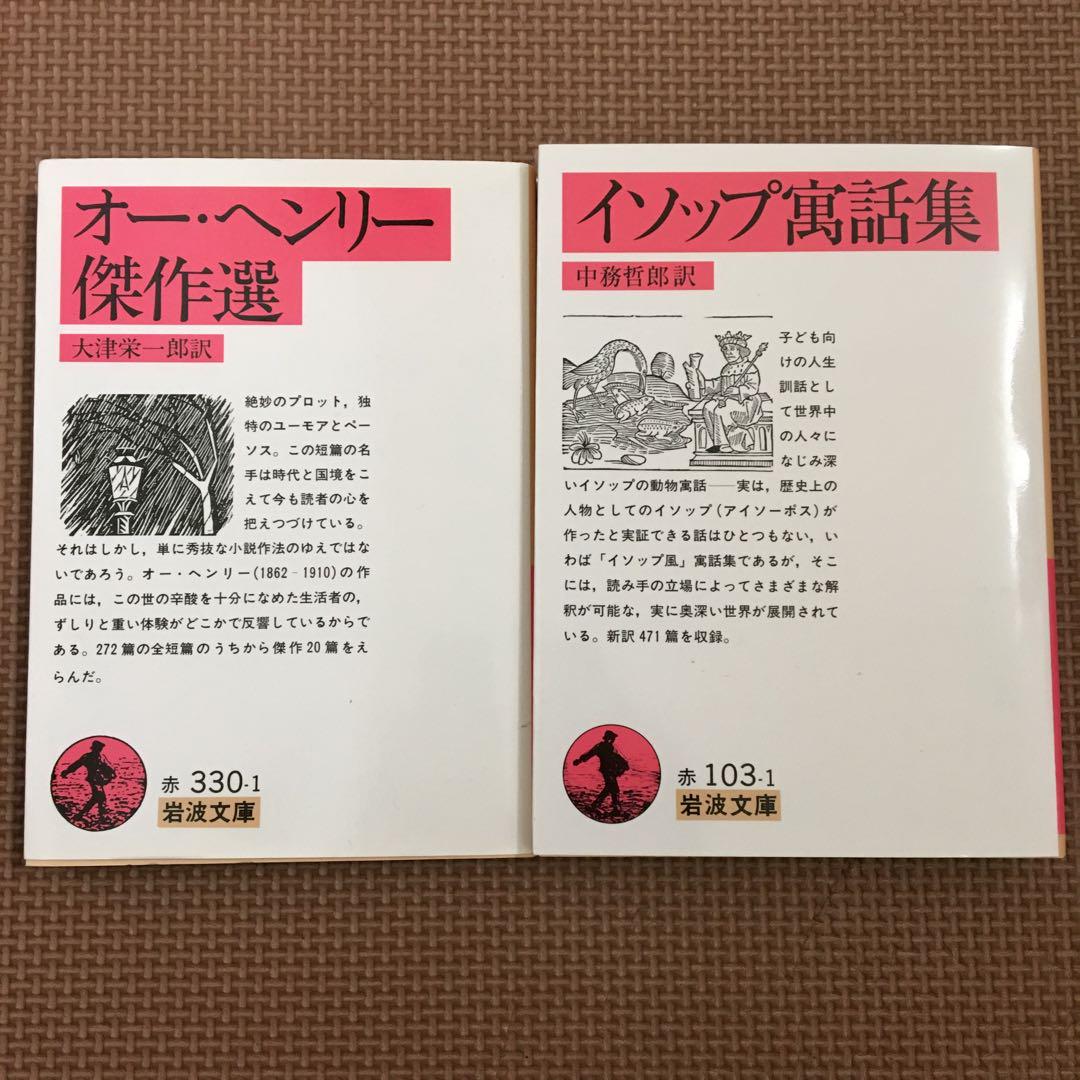 オー・ヘンリー
傑作選
大津栄一郎訳
絶妙のプロット，独
特のユーモアとペー
ソス。この短篇の名
手は時代と国境をこ
えて今も読者の心を
把えつづけている。
それはしかし，単に秀抜な小説作法のゆえではな
いであろう。オー・ヘンリー(1862‐1910)の作
品には，この世の辛酸を十分になめた生活者の，
ずしりと重い体験がどこかで反響しているからで
ある。272篇の全短篇のうちから傑作20篇をえ
らんだ。
赤 330-1
岩波文庫
イソップ寓話集
中務哲郎訳
子ども向
けの人生
訓話とし
て世界中
の人々に
なじみ深
いイソップの動物寓話──実は，歴史上の
人物としてのイソップ(アイソーポス)が
作ったと実証できる話はひとつもない，い
わば「イソップ風」寓話集であるが，そこ
には，読み手の立場によってさまざまな解
釈が可能な，実に奥深い世界が展開されて
いる。新訳471篇を収録。
赤 103-1
岩波文庫